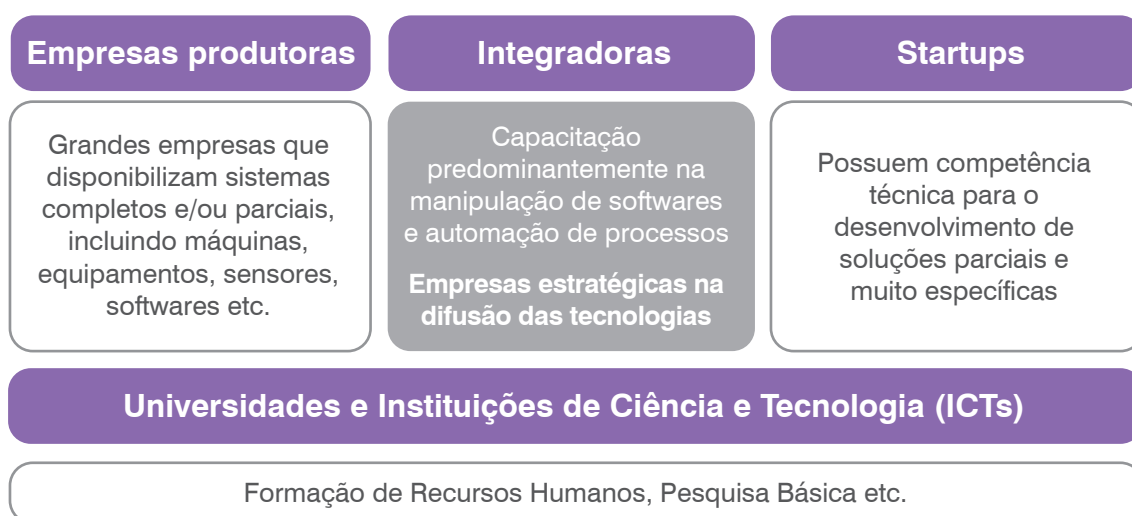 Empresas produtoras
Grandes empresas que
disponibilizam sistemas
completos e/ou parciais,
incluindo máquinas,
equipamentos, sensores,
softwares etc.
Integradoras
Capacitação
predominantemente na
manipulação de softwares
e automação de processos
Empresas estratégicas na
difusão das tecnologias
Startups
Possuem competência
técnica para o
desenvolvimento de
soluções parciais e
muito específicas
Universidades e Instituições de Ciência e Tecnologia (ICTs)
Formação de Recursos Humanos, Pesquisa Básica etc.